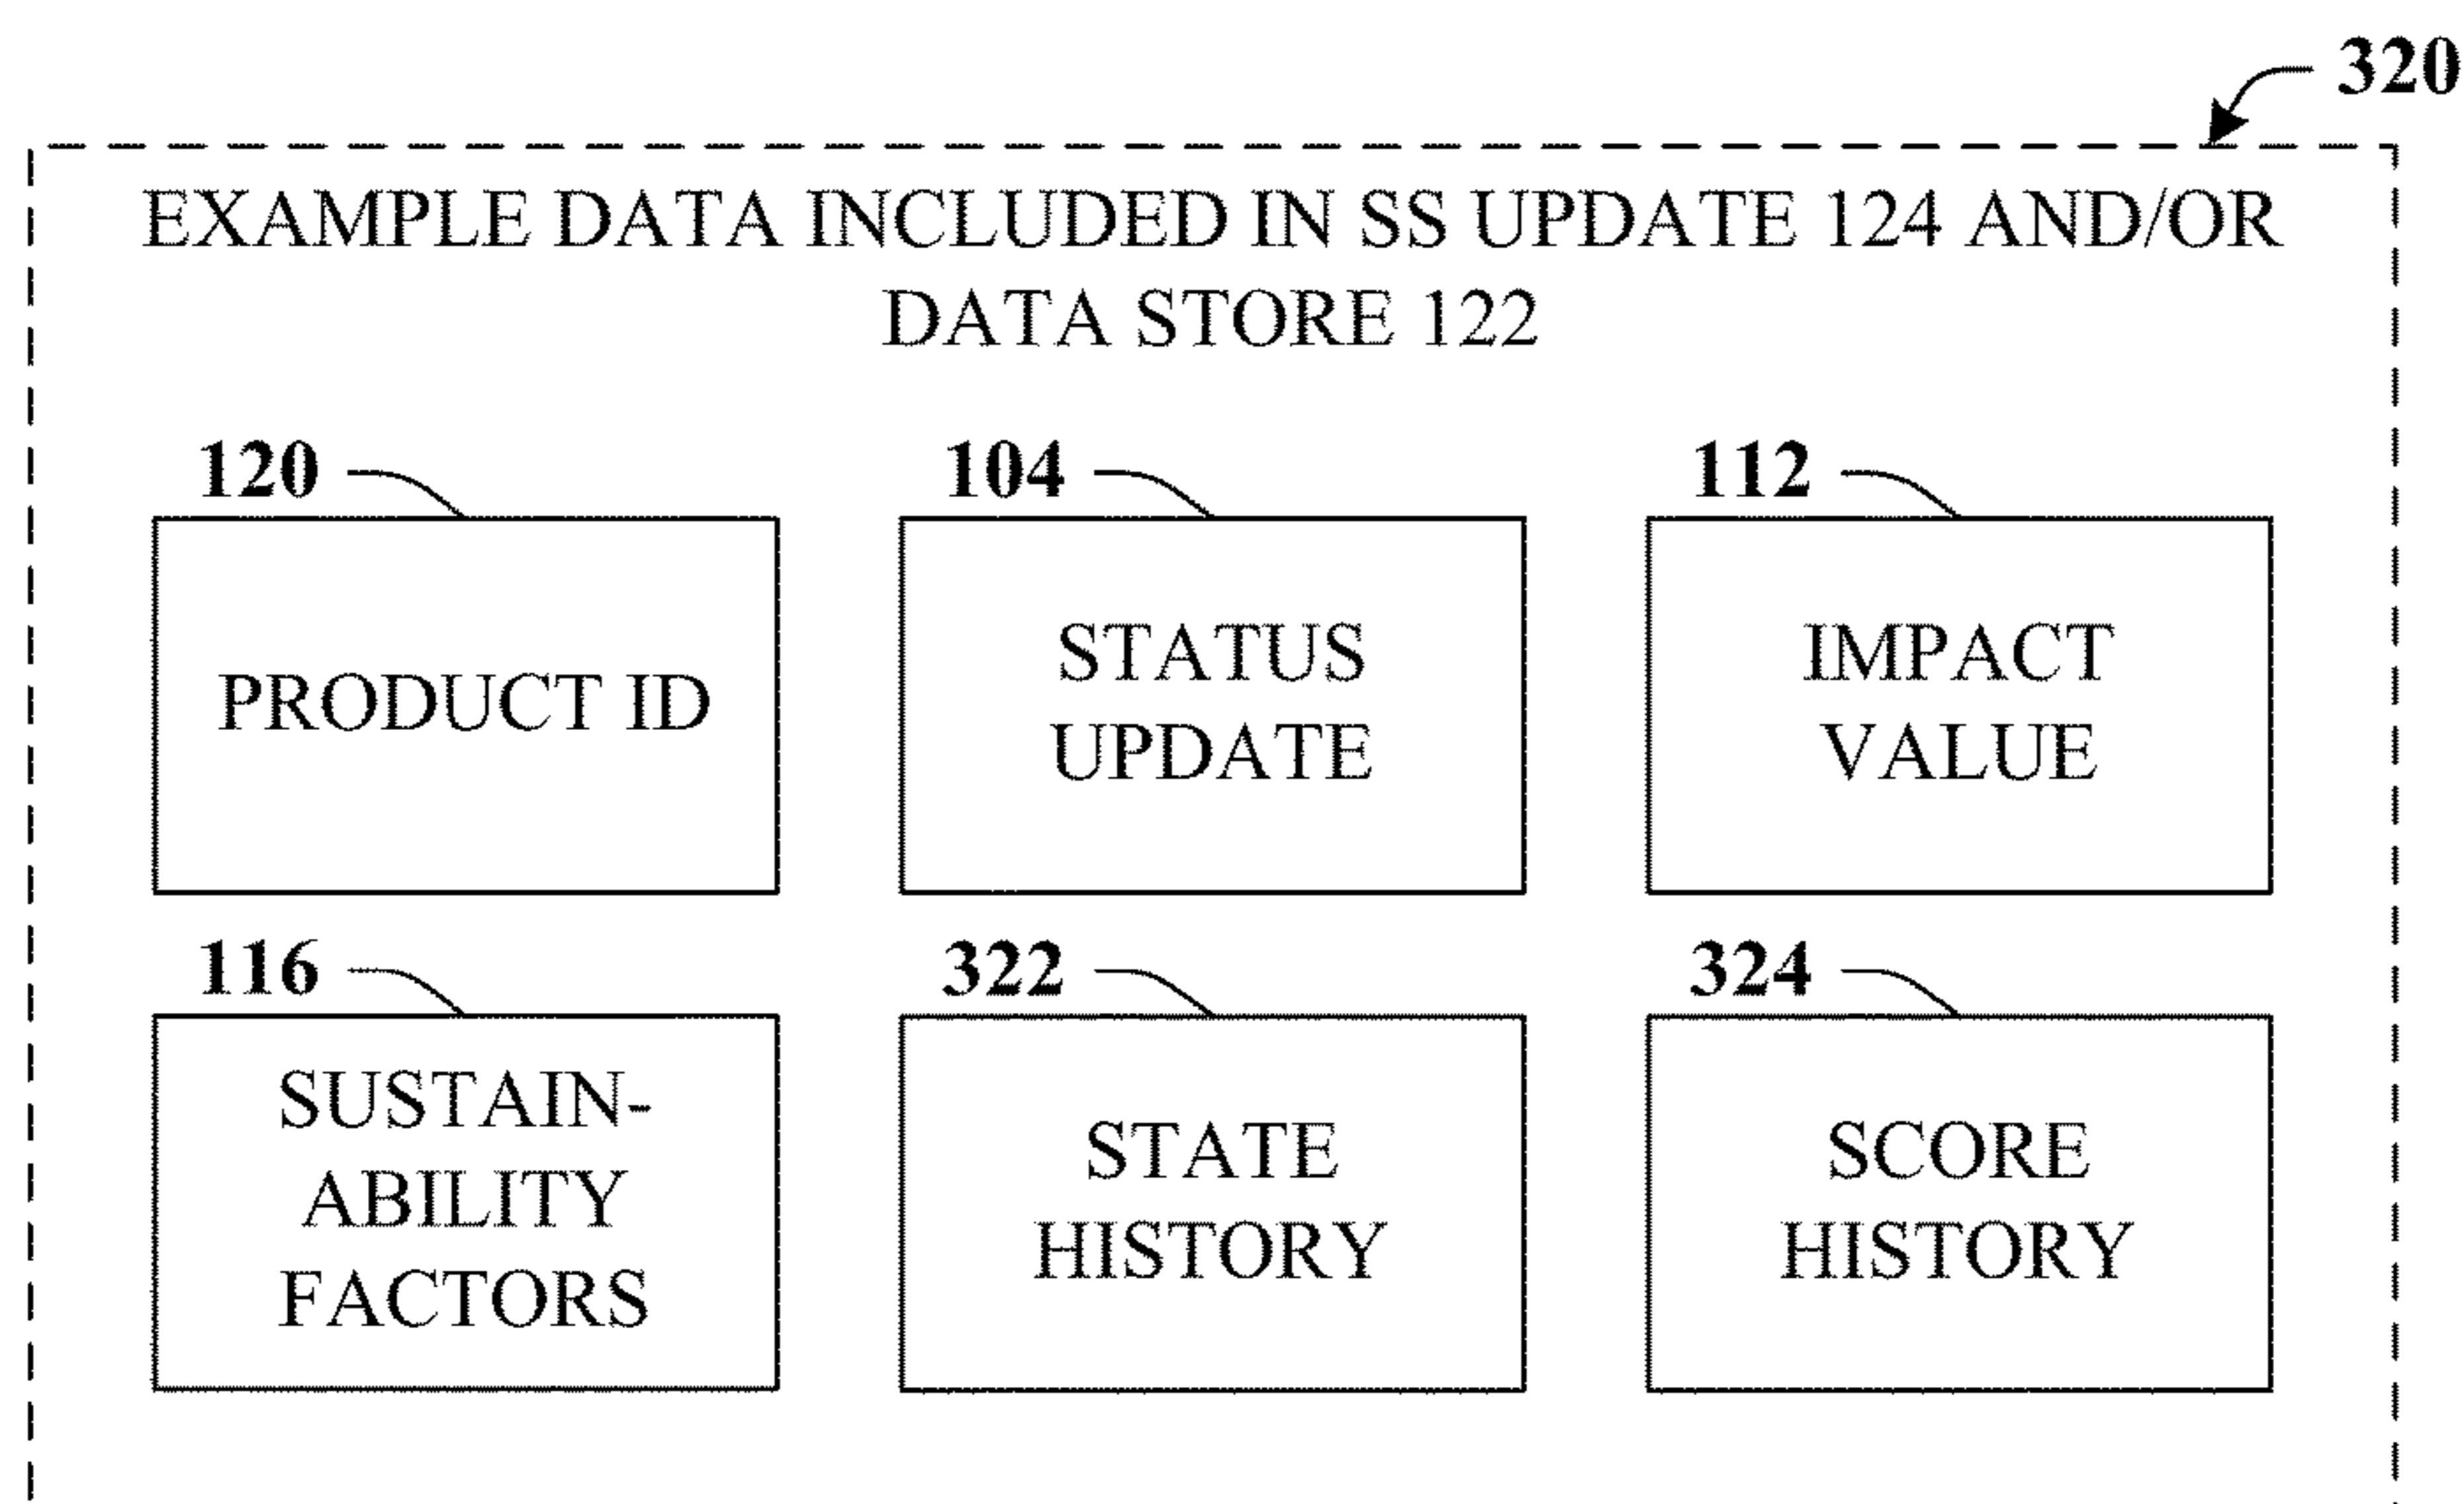 320
EXAMPLE DATA INCLUDED IN SS UPDATE 124 AND/OR
DATA STORE 122
120
104
112
PRODUCT ID
STATUS
UPDATE
IMPACT
VALUE
116
322
324
SUSTAIN-
ABILITY
FACTORS
STATE
HISTORY
SCORE
HISTORY